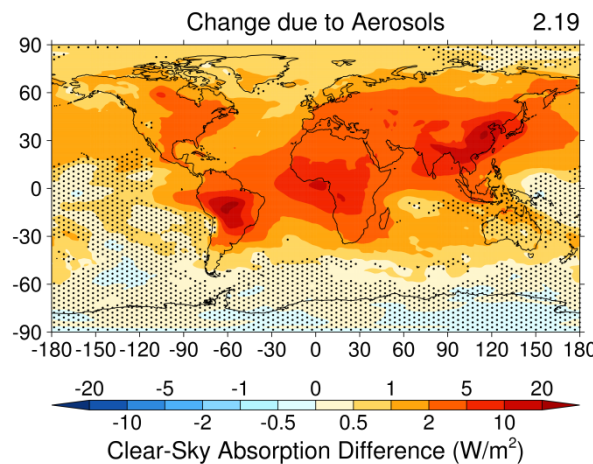 Change due to Aerosols 2.19
90
60
30
0
-30
-60
-90
-180 -150 -120 -90 -60 -30 0 30 60 90 120 150 180
-20 -5 -1 0 1 5 20
-10 -2 -0.5 0.5 2 10
Clear-Sky Absorption Difference (W/m²)